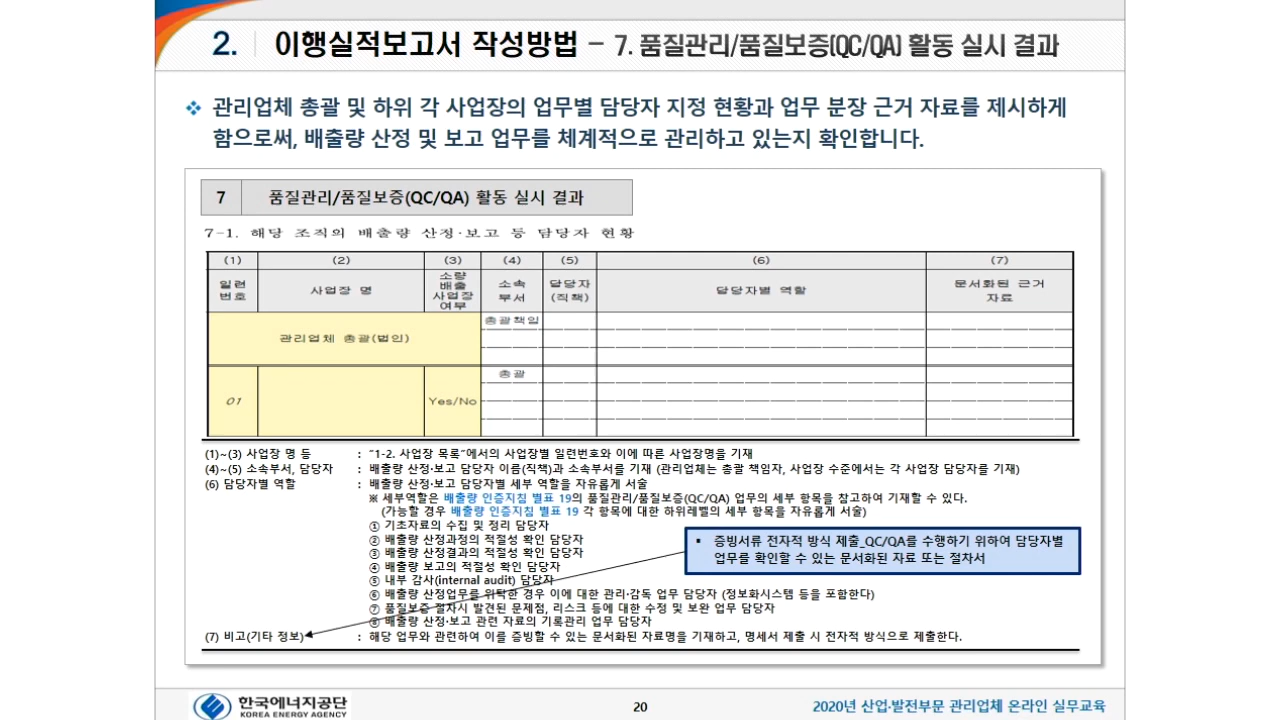 2. 이행실적보고서 작성방법 – 7. 품질관리/품질보증(QC/QA) 활동 실시 결과
관리업체 총괄 및 하위 각 사업장의 업무별 담당자 지정 현황과 업무 분장 근거 자료를 제시하게
함으로써, 배출량 산정 및 보고 업무를 체계적으로 관리하고 있는지 확인합니다.
7 품질관리/품질보증(QC/QA) 활동 실시 결과
7-1. 해당 조직의 배출량 산정·보고 등 담당자 현황
(1) (2) (3) (4) (5) (6) (7)
일련 번호 사업장 명 소량 배출 사업장 여부 소속 부서 담당자 (직책) 담당자별 역할 문서화된 근거 자료
관리업체 총괄(법인) 총괄책임
01 Yes/No 총괄
(1)~(3) 사업장 명 등 : "1-2. 사업장 목록"에서의 사업장별 일련번호와 이에 따른 사업장명을 기재
(4)~(5) 소속부서, 담당자 : 배출량 산정·보고 담당자 이름(직책)과 소속부서를 기재 (관리업체는 총괄 책임자, 사업장 수준에서는 각 사업장 담당자를 기재)
(6) 담당자별 역할 : 배출량 산정·보고 담당자별 세부 역할을 자유롭게 서술
※ 세부역할은 배출량 인증지침 별표 19의 품질관리/품질보증(QC/QA) 업무의 세부 항목을 참고하여 기재할 수 있다.
(가능할 경우 배출량 인증지침 별표 19 각 항목에 대한 하위레벨의 세부 항목을 자유롭게 서술)
① 기초자료의 수집 및 정리 담당자
② 배출량 산정과정의 적절성 확인 담당자
③ 배출량 산정결과의 적절성 확인 담당자
④ 배출량 보고의 적절성 확인 담당자
⑤ 내부 감사(internal audit) 담당자
⑥ 배출량 산정업무를 위탁한 경우 이에 대한 관리·감독 업무 담당자 (정보화시스템 등을 포함한다)
⑦ 품질보증 절차시 발견된 문제점, 리스크 등에 대한 수정 및 보완 업무 담당자
⑧ 배출량 산정·보고 관련 자료의 기록관리 업무 담당자
(7) 비고(기타 정보) : 해당 업무와 관련하여 이를 증빙할 수 있는 문서화된 자료명을 기재하고, 명세서 제출 시 전자적 방식으로 제출한다.
▪ 증빙서류 전자적 방식 제출_QC/QA를 수행하기 위하여 담당자별
업무를 확인할 수 있는 문서화된 자료 또는 절차서
한국에너지공단
KOREA ENERGY AGENCY
20
2020년 산업·발전부문 관리업체 온라인 실무교육